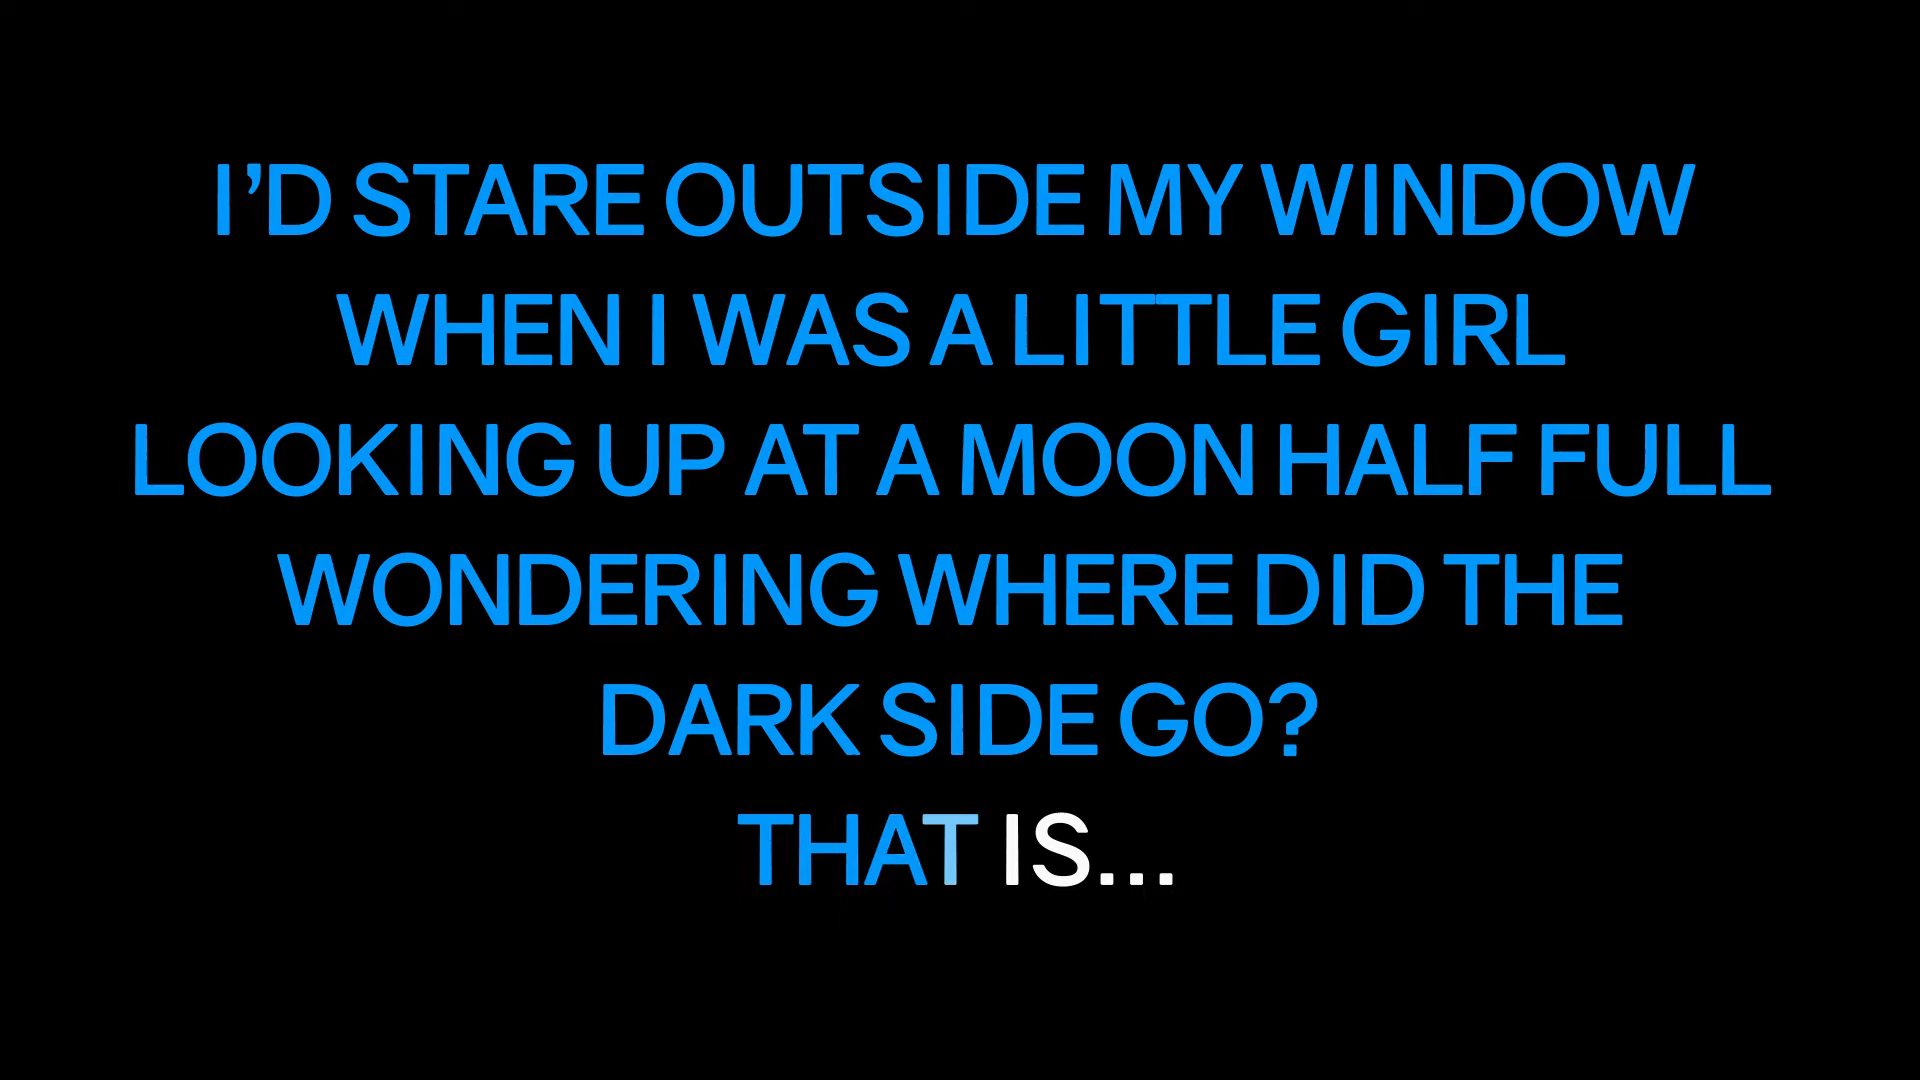 I’D STARE OUTSIDE MY WINDOW
WHEN I WAS A LITTLE GIRL
LOOKING UP AT A MOON HALF FULL
WONDERING WHERE DID THE
DARK SIDE GO?
THAT IS...